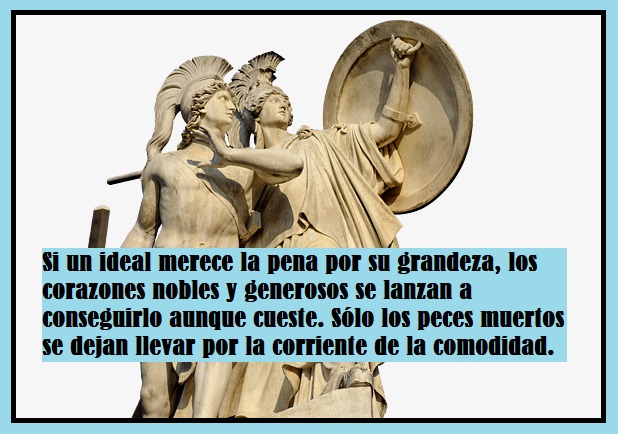 Si un ideal merece la pena por su grandeza, los
corazones nobles y generosos se lanzan a
conseguirlo aunque cueste. Sólo los peces muertos
se dejan llevar por la corriente de la comodidad.